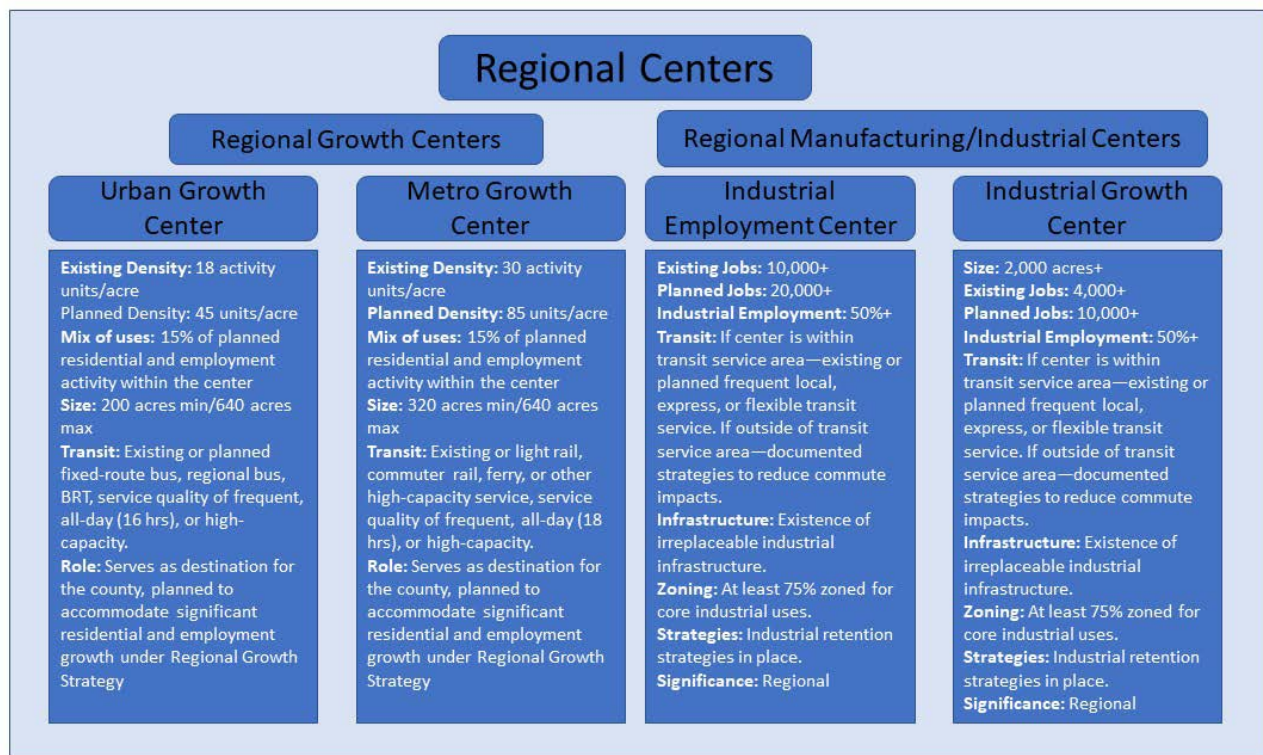 Regional Centers
Regional Growth Centers
Regional Manufacturing/Industrial Centers
Urban Growth
Center
Existing Density: 18 activity
units/acre
Planned Density: 45 units/acre
Mix of uses: 15% of planned
residential and employment
activity within the center
Size: 200 acres min/640 acres
max
Transit: Existing or planned
fixed-route bus, regional bus,
BRT, service quality of frequent,
all-day (16 hrs), or high-
capacity.
Role: Serves as destination for
the county, planned to
accommodate significant
residential and employment
growth under Regional Growth
Strategy
Metro Growth
Center
Existing Density: 30 activity
units/acre
Planned Density: 85 units/acre
Mix of uses: 15% of planned
residential and employment
activity within the center
Size: 320 acres min/640 acres
max
Transit: Existing or light rail,
commuter rail, ferry, or other
high-capacity service, service
quality of frequent, all-day (18
hrs), or high-capacity.
Role: Serves as destination for
the county, planned to
accommodate significant
residential and employment
growth under Regional Growth
Strategy
Industrial
Employment Center
Existing Jobs: 10,000+
Planned Jobs: 20,000+
Industrial Employment: 50%+
Transit: If center is within
transit service area—existing or
planned frequent local,
express, or flexible transit
service. If outside of transit
service area—documented
strategies to reduce commute
impacts.
Infrastructure: Existence of
irreplaceable industrial
infrastructure.
Zoning: At least 75% zoned for
core industrial uses.
Strategies: Industrial retention
strategies in place.
Significance: Regional
Industrial Growth
Center
Size: 2,000 acres+
Existing Jobs: 4,000+
Planned Jobs: 10,000+
Industrial Employment: 50%+
Transit: If center is within
transit service area—existing or
planned frequent local,
express, or flexible transit
service. If outside of transit
service area—documented
strategies to reduce commute
impacts.
Infrastructure: Existence of
irreplaceable industrial
infrastructure.
Zoning: At least 75% zoned for
core industrial uses.
Strategies: Industrial retention
strategies in place.
Significance: Regional